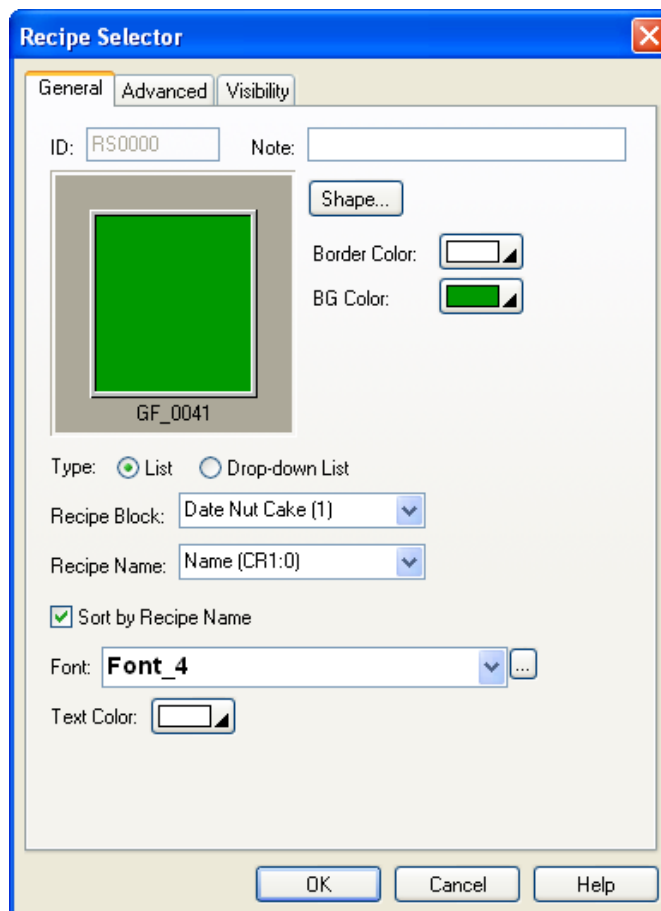 Recipe Selector
General Advanced Visibility
ID: RS0000 Note:
Shape...
Border Color:
BG Color:
GF_0041
Type: List Drop-down List
Recipe Block: Date Nut Cake (1)
Recipe Name: Name (CR1:0)
Sort by Recipe Name
Font: Font_4 ...
Text Color:
OK Cancel Help